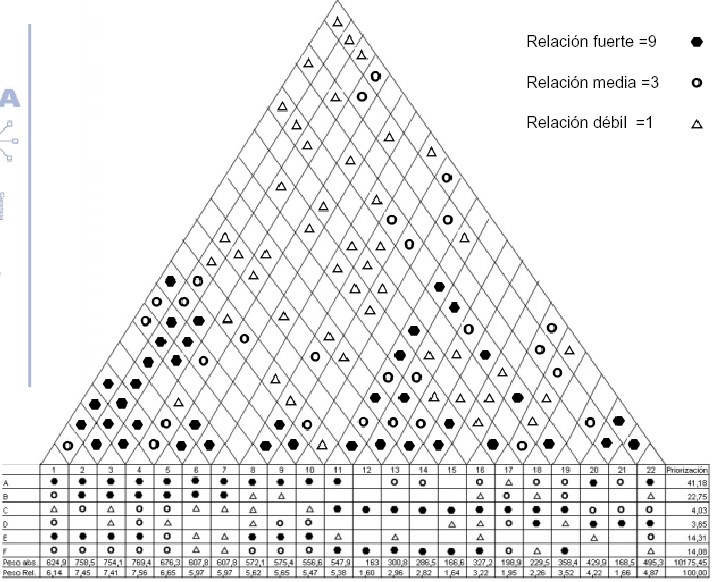 Relación fuerte =9
Relación media =3
Relación débil =1
A
1 2 3 4 5 6 7 8 9 10 11 12 13 14 15 16 17 18 19 20 21 22 Priorización
A 41,18
B 22,75
C 4,03
D 3,65
E 14,31
F 14,08
Peso abs. 624,9 758,5 754,1 769,4 676,3 607,8 607,8 572,1 575,4 556,6 547,9 163 300,8 286,5 166,6 327,2 198,9 229,5 358,4 429,9 168,5 495,3 10175,45
Peso Rel. 6,14 7,45 7,41 7,56 6,65 5,97 5,97 5,62 5,65 5,47 5,38 1,60 2,96 2,82 1,64 3,22 1,95 2,26 3,52 4,22 1,66 4,87 100,00